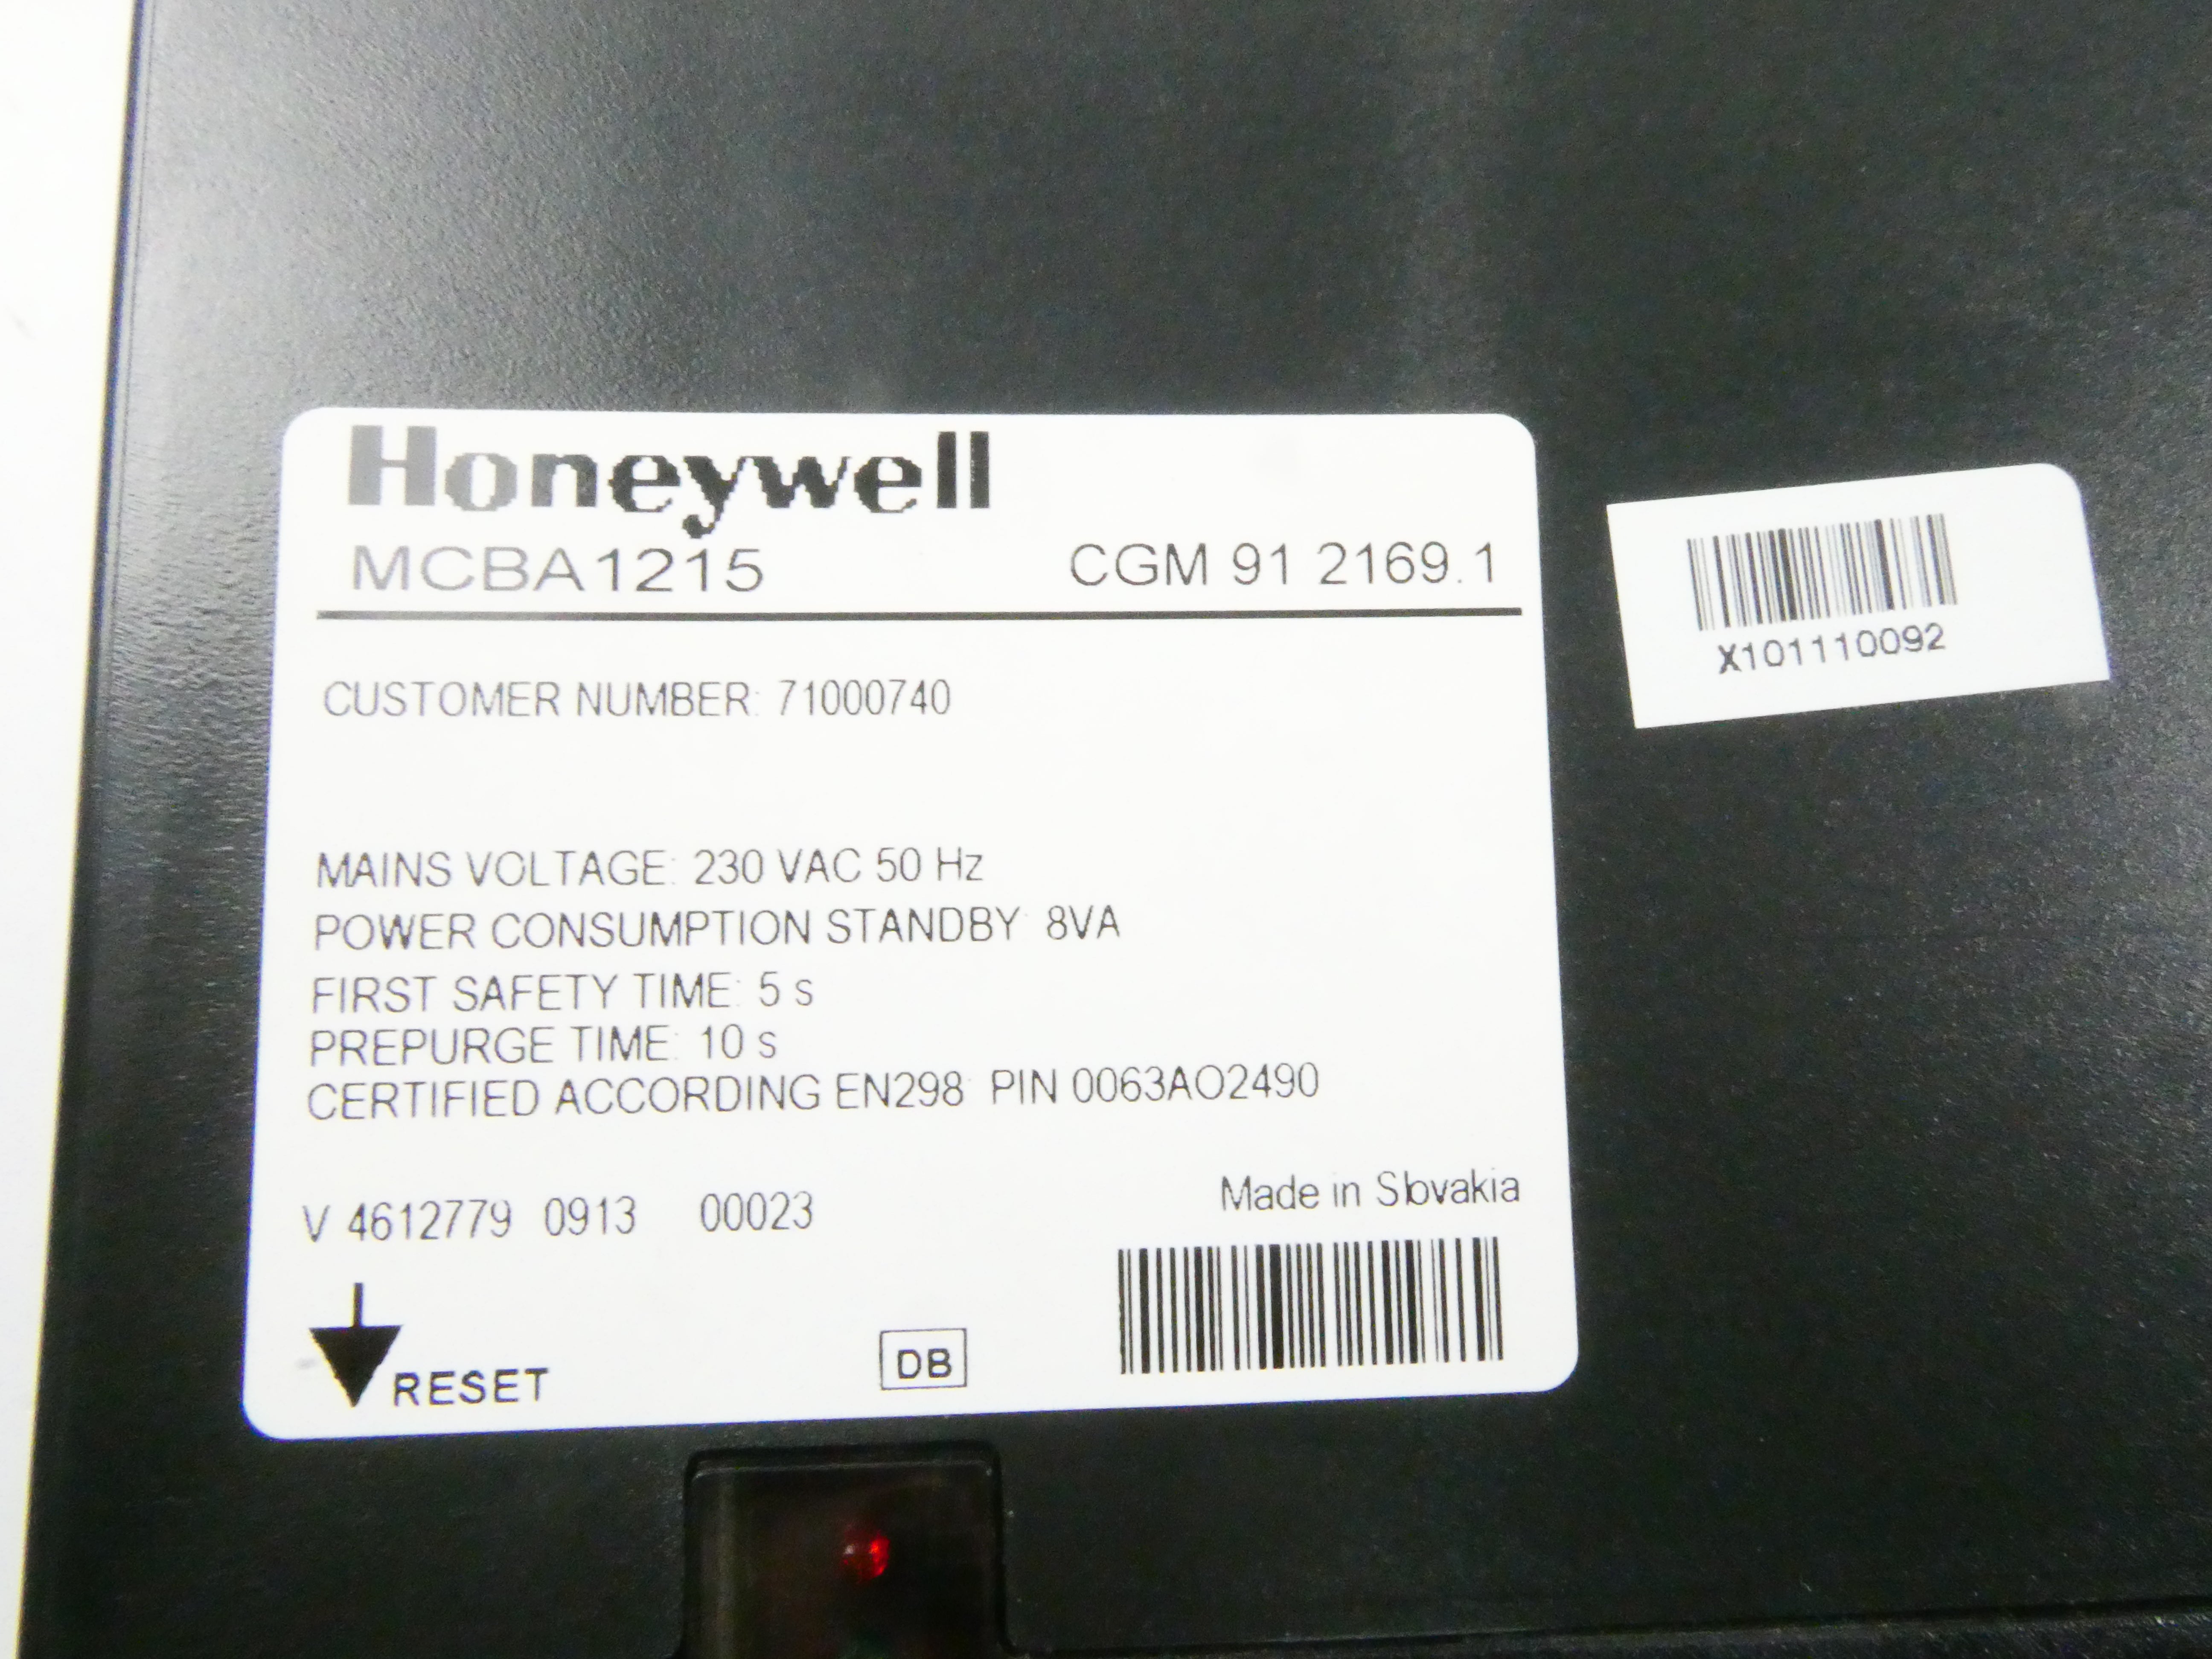 Honeywell
MCBA1215 CGM 91 2169.1
CUSTOMER NUMBER: 71000740
MAINS VOLTAGE: 230 VAC 50 Hz
POWER CONSUMPTION STANDBY: 8VA
FIRST SAFETY TIME: 5 s
PREPURGE TIME: 10 s
CERTIFIED ACCORDING EN298 PIN 0063AO2490
Made in Slovakia
V 4612779 0913 00023
RESET
DB
X101110092